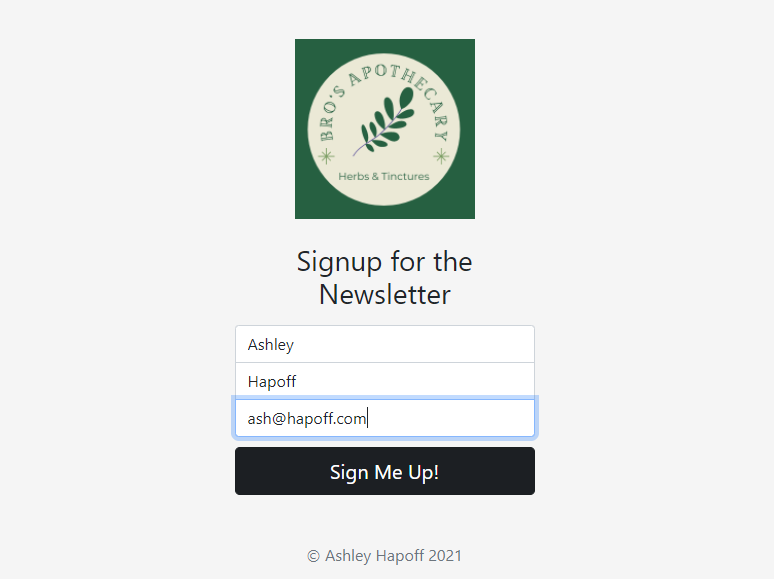 BRO'S APOTHECARY
Herbs & Tinctures
Signup for the
Newsletter
Ashley
Hapoff
ash@hapoff.com
Sign Me Up!
© Ashley Hapoff 2021